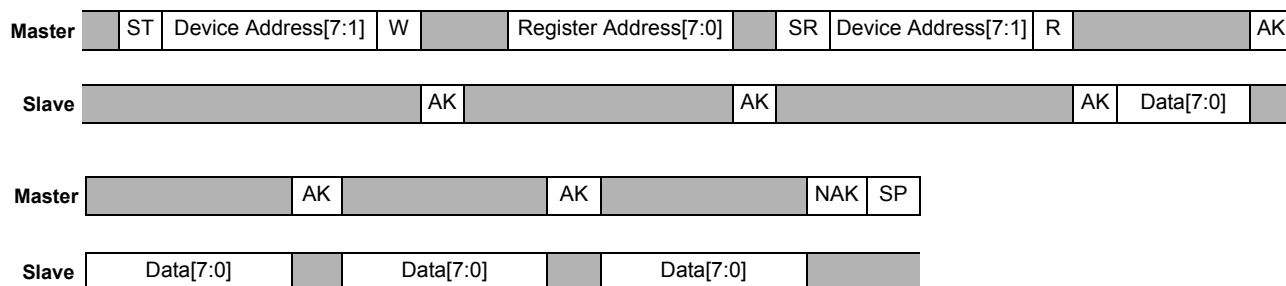 Master ST Device Address[7:1] W Register Address[7:0] SR Device Address[7:1] R AK
Slave AK AK AK Data[7:0]
Master AK AK NAK SP
Slave Data[7:0] Data[7:0] Data[7:0]